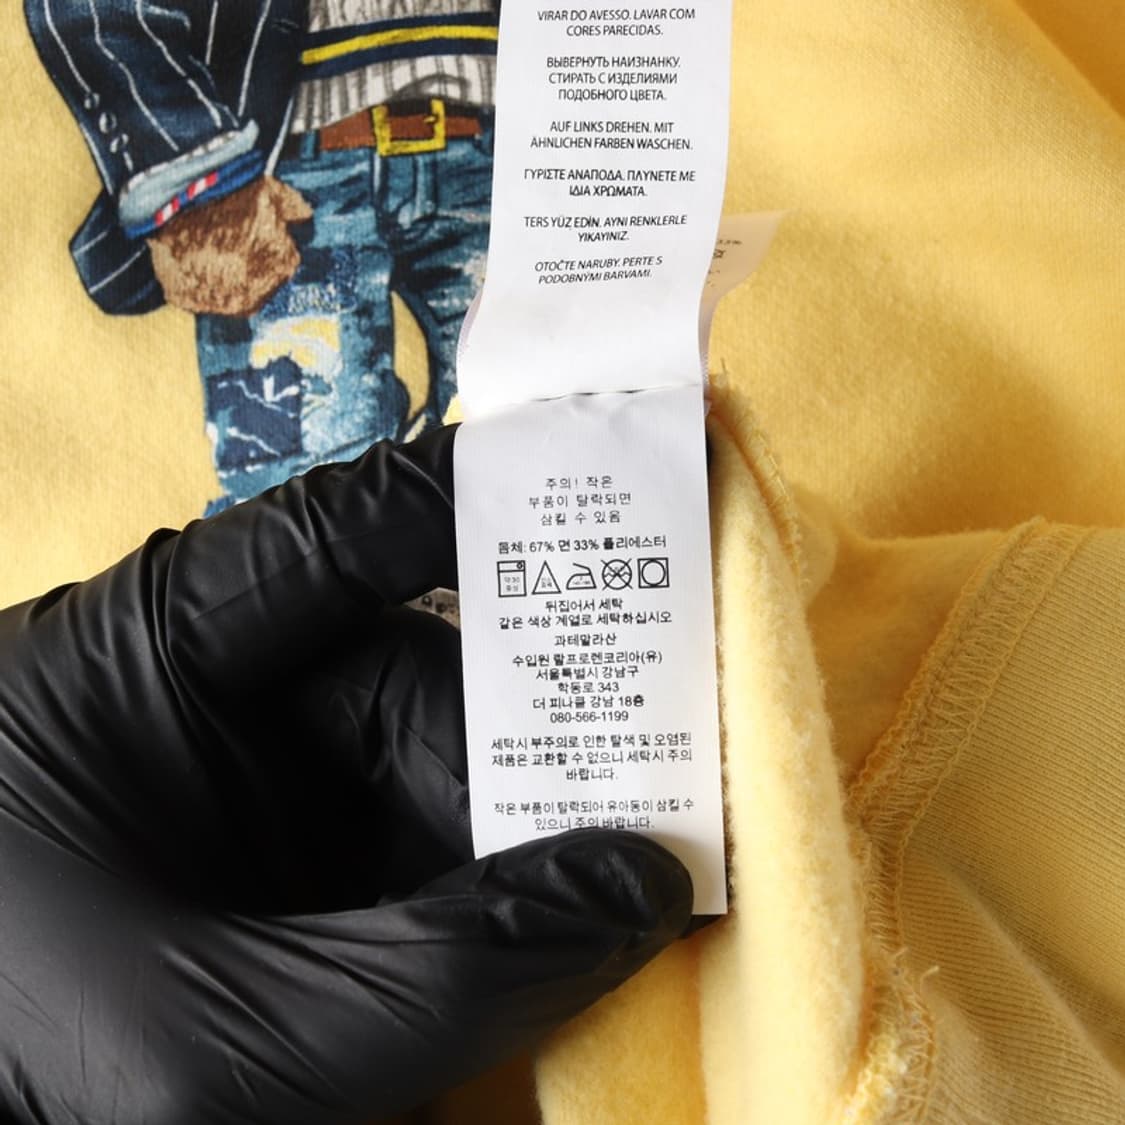 VIRAR DO AVESSO. LAVAR COM
CORES PARECIDAS.
ВЫВЕРНУТЬ НАИЗНАНКУ.
СТИРАТЬ С ИЗДЕЛИЯМИ
ПОДОБНОГО ЦВЕТА.
AUF LINKS DREHEN. MIT
ÄHNLICHEN FARBEN WASCHEN.
ΓΥΡΙΣΤΕ ΑΝΑΠΟΔΑ. ΠΛΥΝΕΤΕ ΜΕ
ΙΔΙΑ ΧΡΩΜΑΤΑ.
TERS YÜZ EDİN. AYNI RENKLERLE
YIKAYINIZ.
OTOČTE NARUBY. PERTE S
PODOBNÝMI BARVAMI.
33%
주의! 작은
부품이 탈락되면
삼킬 수 있음
몸체: 67% 면 33% 폴리에스터
약30
중성
뒤집어서 세탁
같은 색상 계열로 세탁하십시오
과테말라산
수입원 랄프로렌코리아(유)
서울특별시 강남구
학동로 343
더 피나클 강남 18층
080-566-1199
세탁시 부주의로 인한 탈색 및 오염된
제품은 교환할 수 없으니 세탁시 주의
바랍니다.
작은 부품이 탈락되어 유아동이 삼킬 수
있으니 주의 바랍니다.